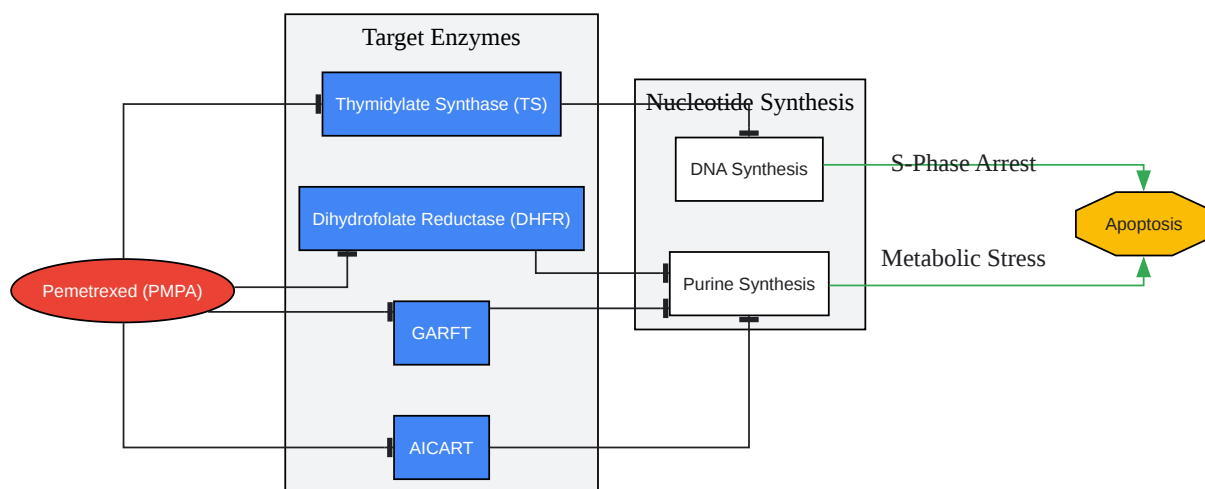 Target Enzymes
Thymidylate Synthase (TS)
Nucleotide Synthesis
DNA Synthesis
S-Phase Arrest
Dihydrofolate Reductase (DHFR)
Apoptosis
Metabolic Stress
Pemetrexed (PMPA)
Purine Synthesis
GARFT
AICART